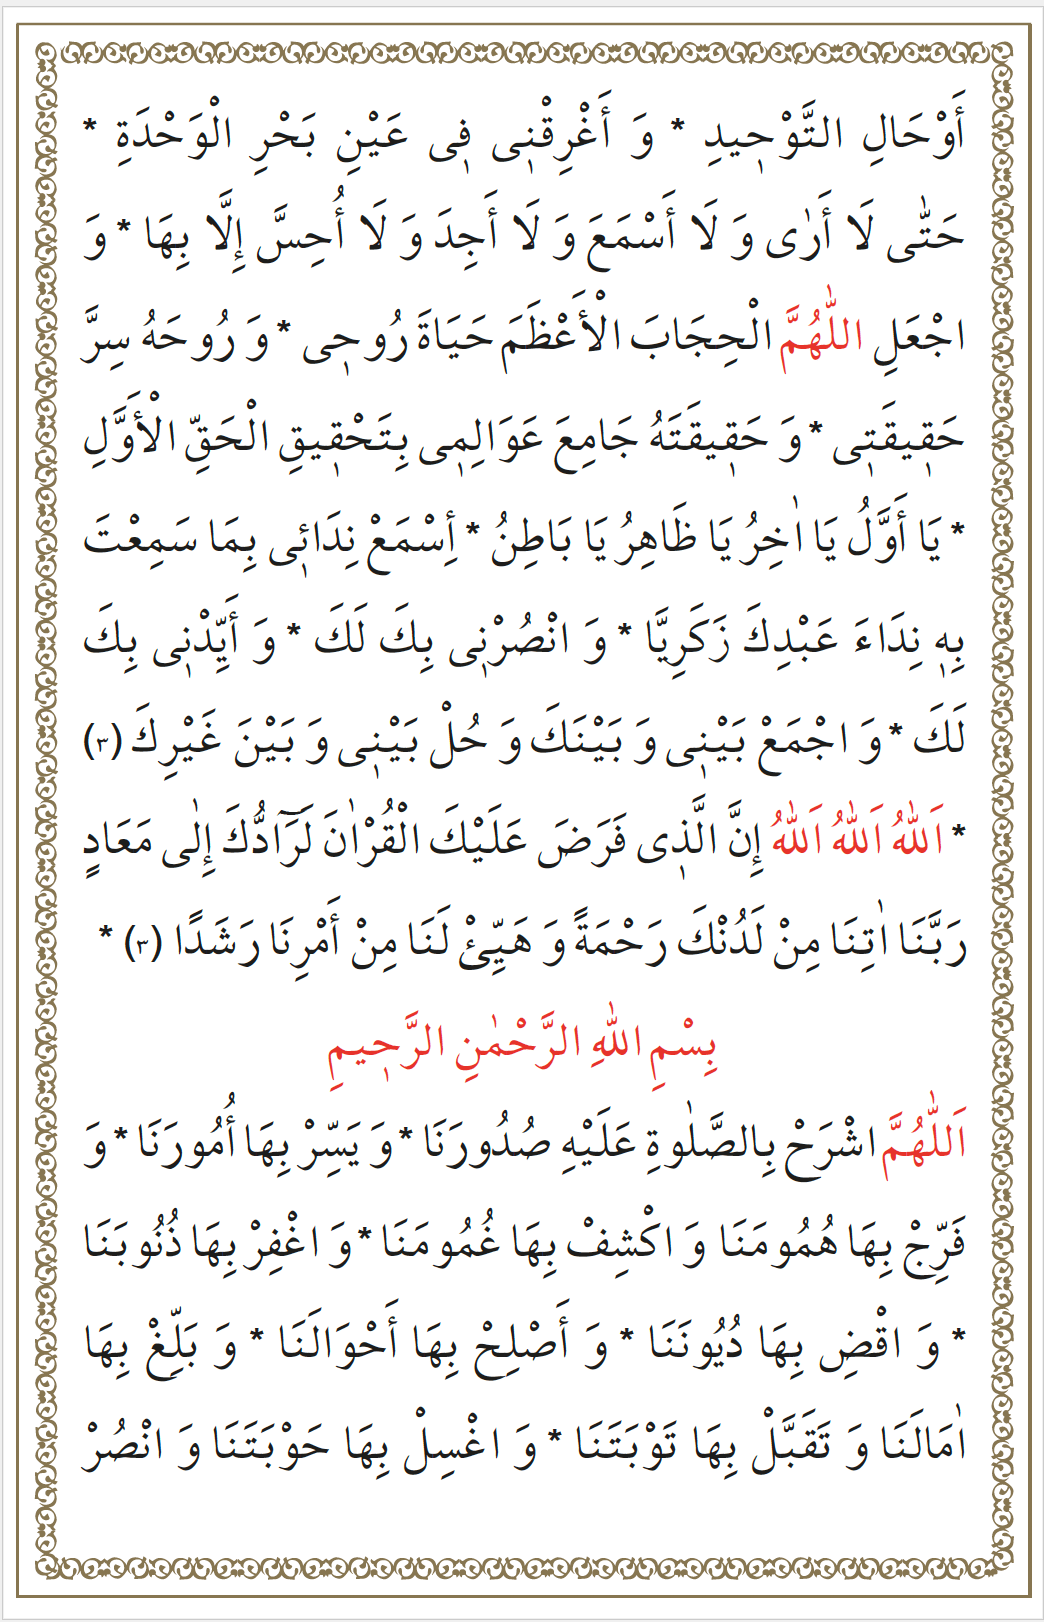 أَوْحَالِ التَّوْحٖيدِ * وَ أَغْرِقْنٖى فٖى عَيْنِ بَحْرِ الْوَحْدَةِ *
حَتّٰى لَا أَرٰى وَ لَا أَسْمَعَ وَ لَا أَجِدَ وَ لَا أُحِسَّ إِلَّا بِهَا * وَ
اجْعَلِ اللّٰهُمَّ الْحِجَابَ الْأَعْظَمَ حَيَاةَ رُوحٖى * وَ رُوحَهُ سِرَّ
حَقٖيقَتٖى * وَ حَقٖيقَتَهُ جَامِعَ عَوَالِمٖى بِتَحْقٖيقِ الْحَقِّ الْأَوَّلِ
* يَا أَوَّلُ يَا اٰخِرُ يَا ظَاهِرُ يَا بَاطِنُ * أِسْمَعْ نِدَائٖى بِمَا سَمِعْتَ
بِهٖ نِدَاءَ عَبْدِكَ زَكَرِيَّا * وَ انْصُرْنٖى بِكَ لَكَ * وَ أَيِّدْنٖى بِكَ
لَكَ * وَ اجْمَعْ بَيْنٖى وَ بَيْنَكَ وَ حُلْ بَيْنٖى وَ بَيْنَ غَيْرِكَ (٣)
* اَللّٰهُ اَللّٰهُ اَللّٰهُ إِنَّ الَّذٖى فَرَضَ عَلَيْكَ الْقُرْاٰنَ لَرَٓادُّكَ إِلٰى مَعَادٍ
رَبَّنَا اٰتِنَا مِنْ لَدُنْكَ رَحْمَةً وَ هَيِّئْ لَنَا مِنْ أَمْرِنَا رَشَدًا (٣) *
بِسْمِ اللّٰهِ الرَّحْمٰنِ الرَّحٖيمِ
اَللّٰهُمَّ اشْرَحْ بِالصَّلٰوةِ عَلَيْهِ صُدُورَنَا * وَ يَسِّرْ بِهَا أُمُورَنَا * وَ
فَرِّجْ بِهَا هُمُومَنَا وَ اكْشِفْ بِهَا غُمُومَنَا * وَ اغْفِرْ بِهَا ذُنُوبَنَا
* وَ اقْضِ بِهَا دُيُونَنَا * وَ أَصْلِحْ بِهَا أَحْوَالَنَا * وَ بَلِّغْ بِهَا
اٰمَالَنَا وَ تَقَبَّلْ بِهَا تَوْبَتَنَا * وَ اغْسِلْ بِهَا حَوْبَتَنَا وَ انْصُرْ